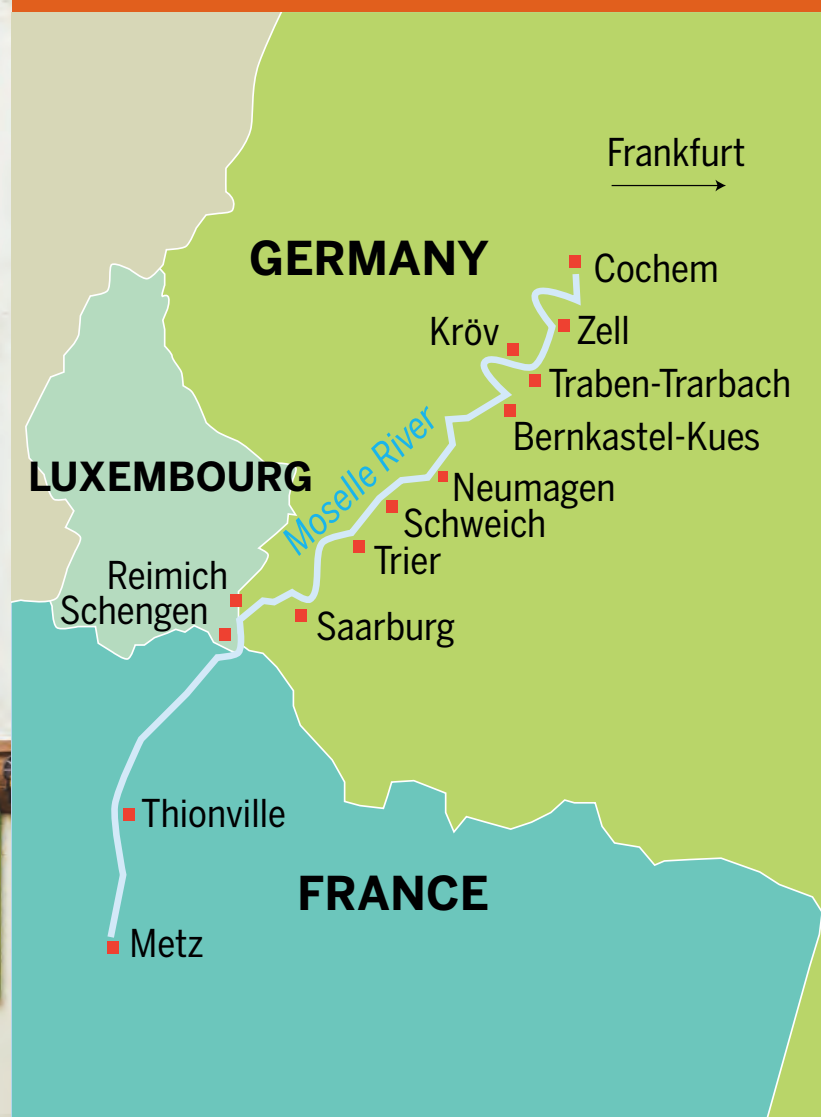 Frankfurt
GERMANY
Cochem
Kröv
Zell
Traben-Trarbach
Bernkastel-Kues
Moselle River
LUXEMBOURG
Neumagen
Schweich
Trier
Reimich
Schengen
Saarburg
Thionville
FRANCE
Metz